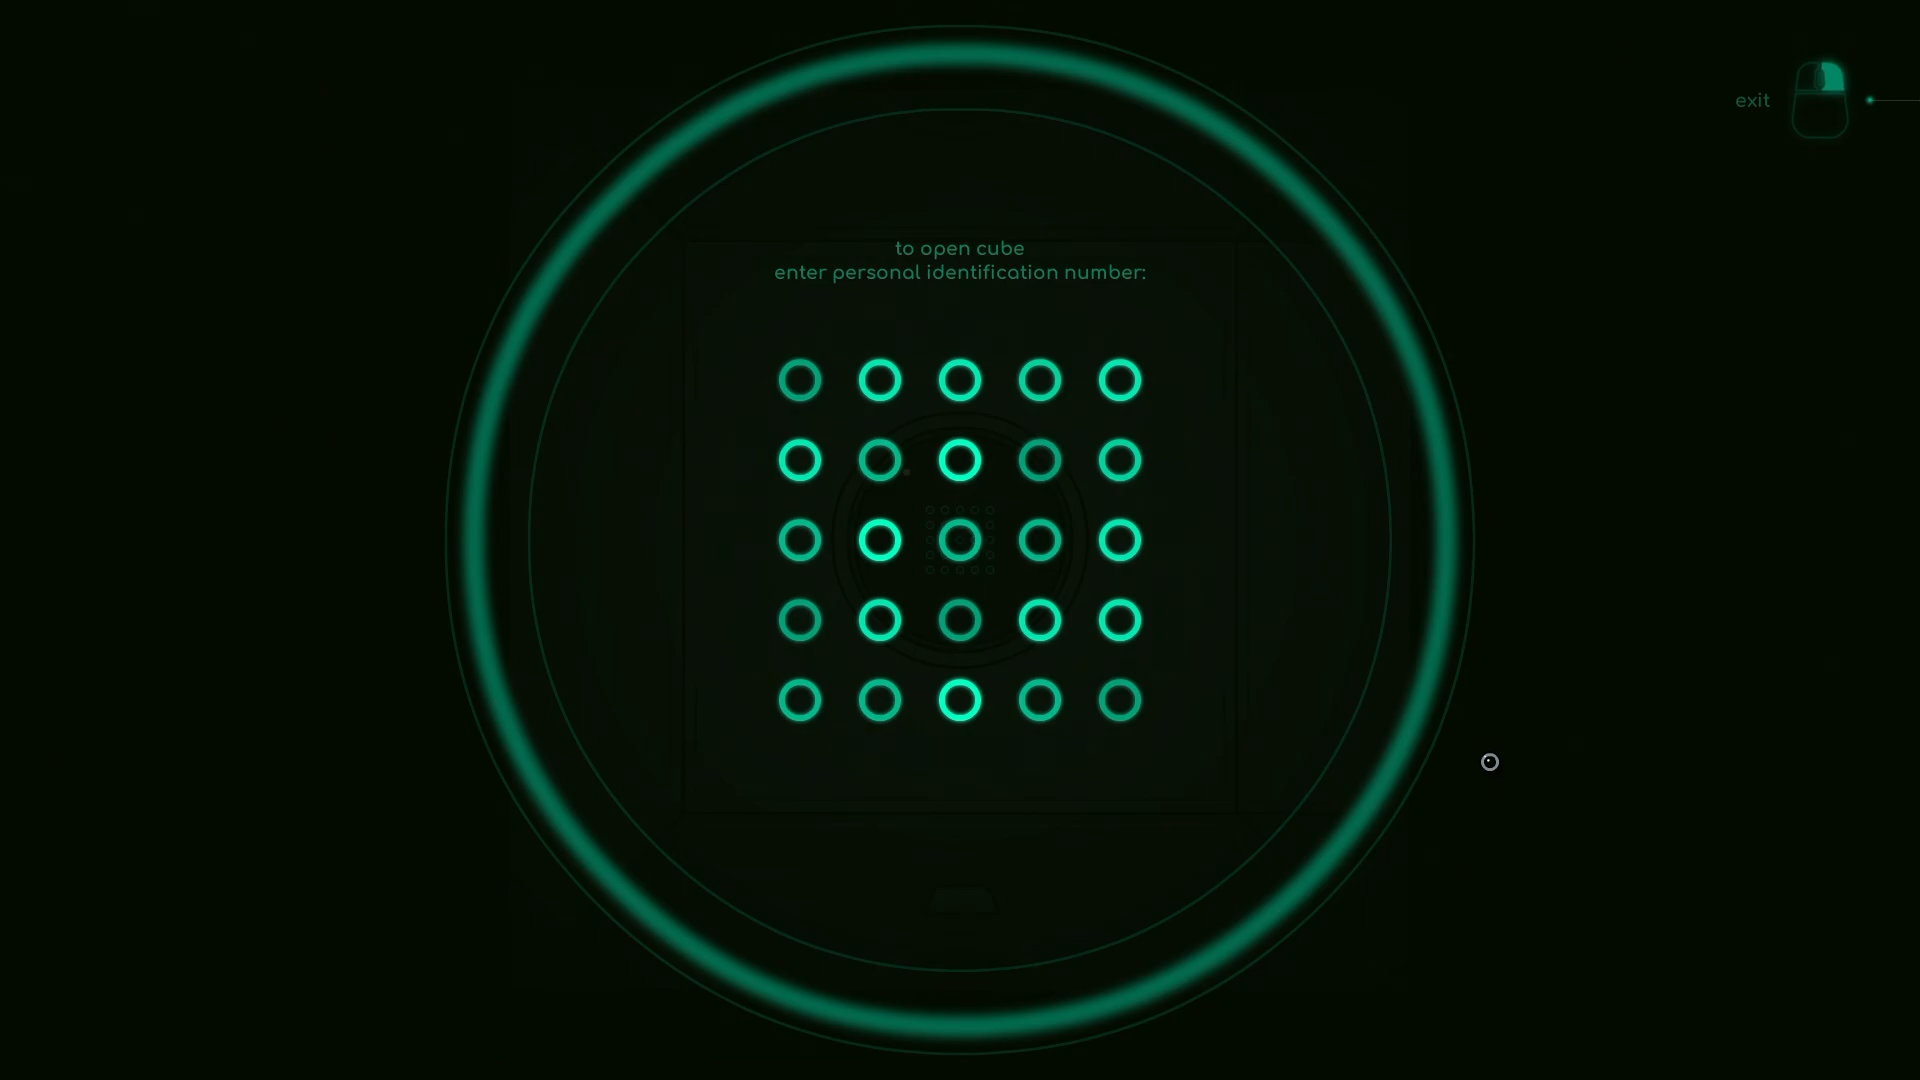 to open cube
enter personal identification number:
exit